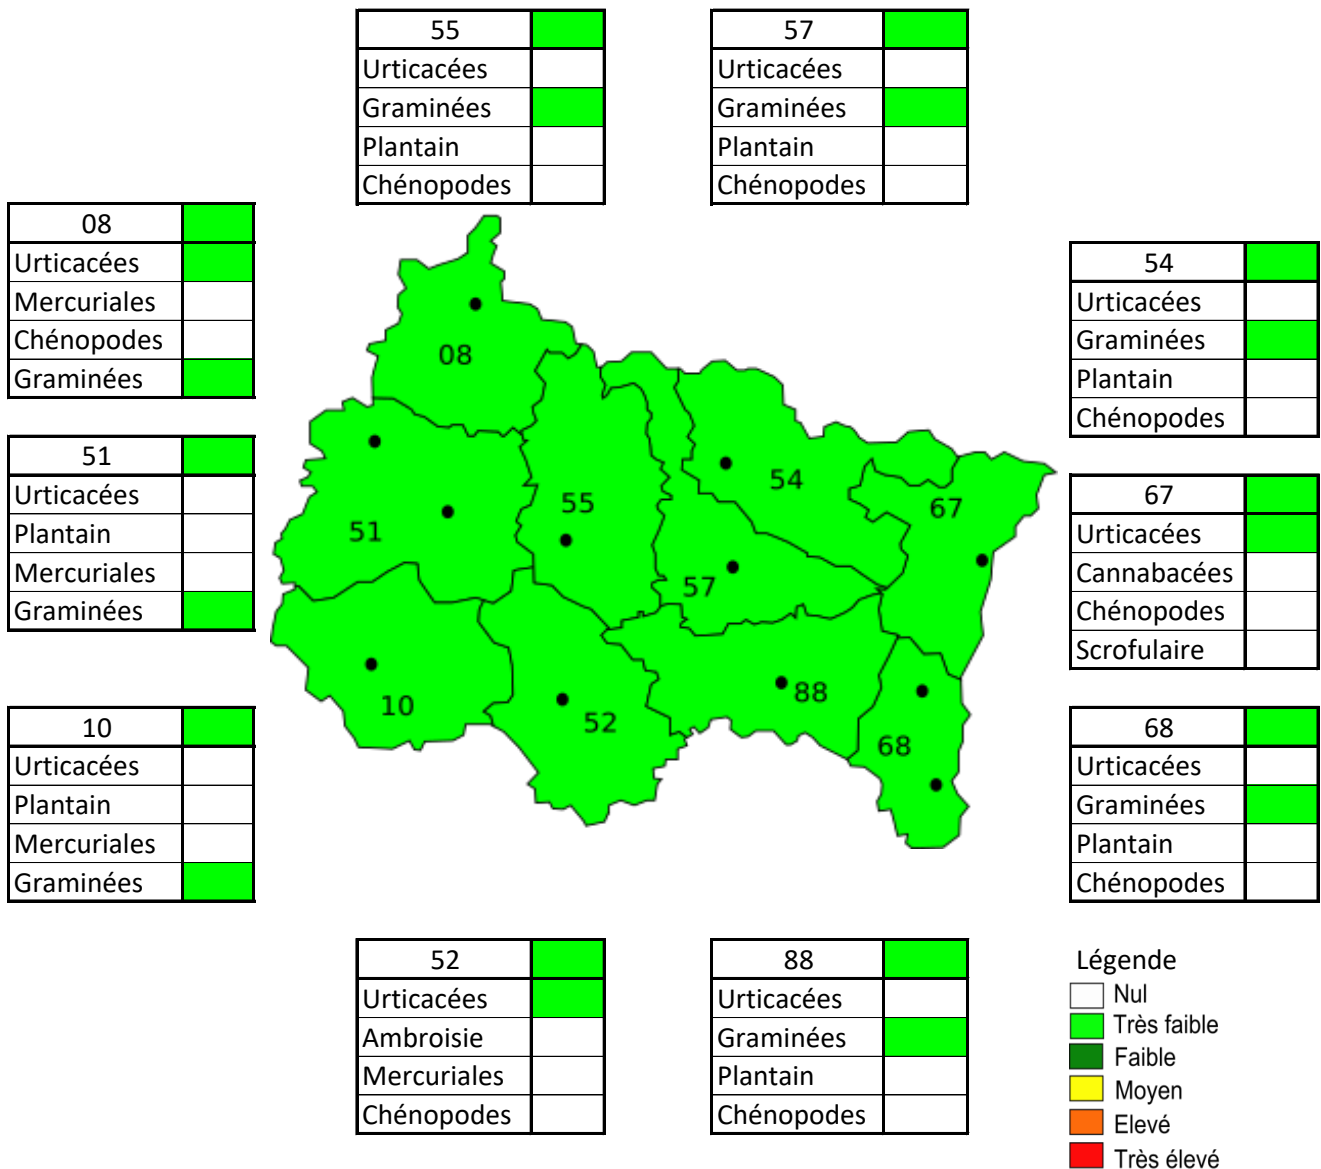 55
Urticacées
Graminées
Plantain
Chénopodes
57
Urticacées
Graminées
Plantain
Chénopodes
08
Urticacées
Mercuriales
Chénopodes
Graminées
54
Urticacées
Graminées
Plantain
Chénopodes
51
Urticacées
Plantain
Mercuriales
Graminées
67
Urticacées
Cannabacées
Chénopodes
Scrofulaire
10
Urticacées
Plantain
Mercuriales
Graminées
68
Urticacées
Graminées
Plantain
Chénopodes
08
54
55
67
51
57
88
10
52
68
52
Urticacées
Ambroisie
Mercuriales
Chénopodes
88
Urticacées
Graminées
Plantain
Chénopodes
Légende
Nul
Très faible
Faible
Moyen
Elevé
Très élevé